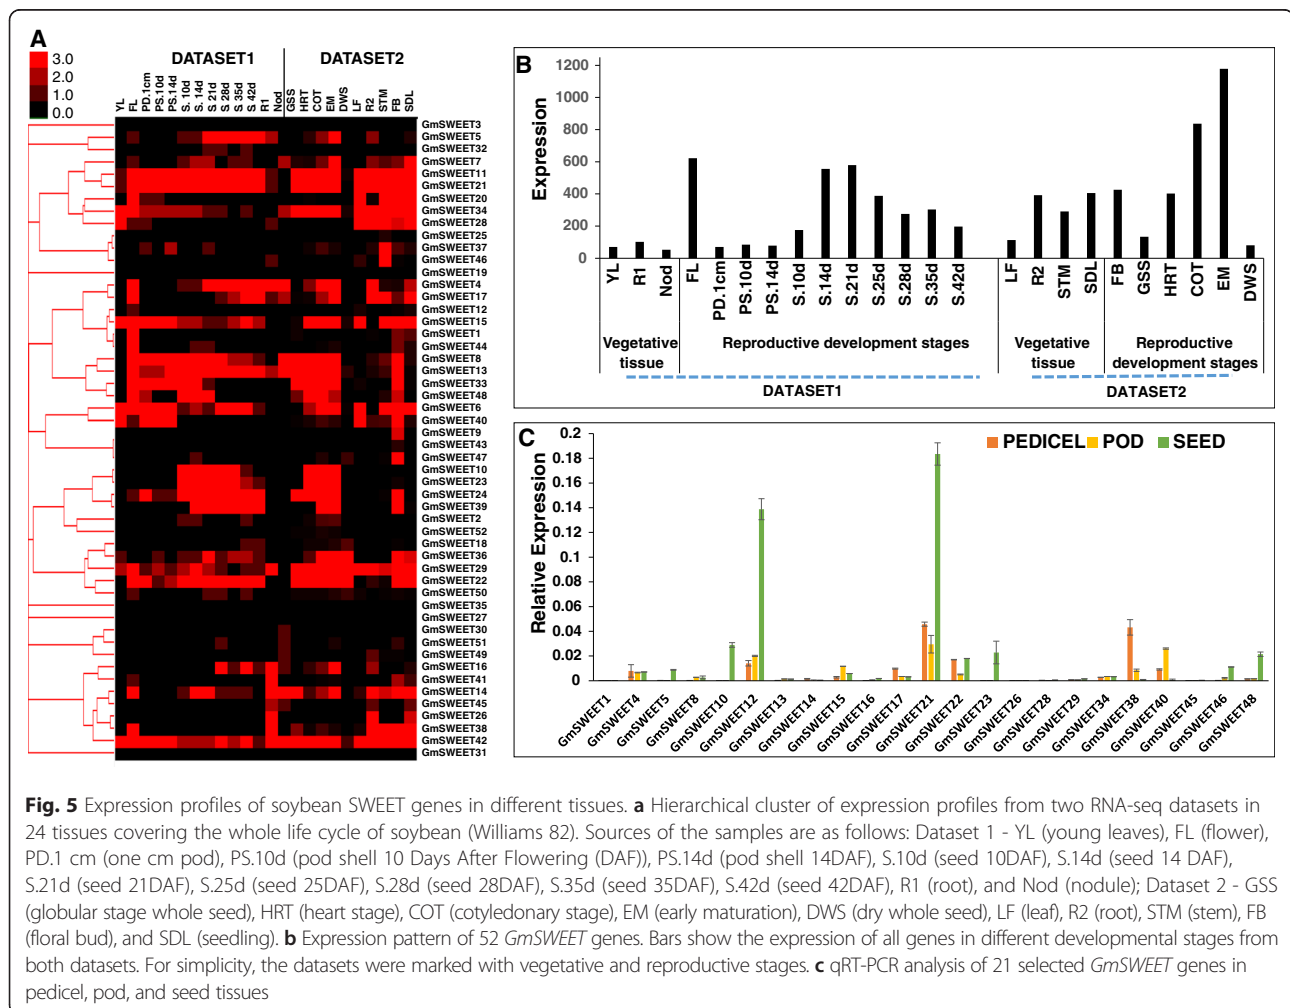 A
3.0
2.0
1.0
0.0
DATASET1 DATASET2
YL FL PD.1cm PS.10d PS.14d S.10d S.14d S.21d S.28d S.35d S.42d R1 Nod GSS HRT COT EM DWS LF R2 STM FB SDL
GmSWEET3
GmSWEET5
GmSWEET32
GmSWEET7
GmSWEET11
GmSWEET21
GmSWEET20
GmSWEET34
GmSWEET28
GmSWEET25
GmSWEET37
GmSWEET46
GmSWEET19
GmSWEET4
GmSWEET17
GmSWEET12
GmSWEET15
GmSWEET1
GmSWEET44
GmSWEET8
GmSWEET13
GmSWEET33
GmSWEET48
GmSWEET6
GmSWEET40
GmSWEET9
GmSWEET43
GmSWEET47
GmSWEET10
GmSWEET23
GmSWEET24
GmSWEET39
GmSWEET2
GmSWEET52
GmSWEET18
GmSWEET36
GmSWEET29
GmSWEET22
GmSWEET50
GmSWEET35
GmSWEET27
GmSWEET30
GmSWEET51
GmSWEET49
GmSWEET16
GmSWEET41
GmSWEET14
GmSWEET45
GmSWEET26
GmSWEET38
GmSWEET42
GmSWEET31
B
Expression
1200
1000
800
600
400
200
0
YL R1 Nod FL PD.1cm PS.10d PS.14d S.10d S.14d S.21d S.25d S.28d S.35d S.42d LF R2 STM SDL FB GSS HRT COT EM DWS
Vegetative tissue Reproductive development stages Vegetative tissue Reproductive development stages
DATASET1 DATASET2
C
PEDICEL POD SEED
Relative Expression
0.2
0.18
0.16
0.14
0.12
0.1
0.08
0.06
0.04
0.02
0
GmSWEET1 GmSWEET4 GmSWEET5 GmSWEET8 GmSWEET10 GmSWEET12 GmSWEET13 GmSWEET14 GmSWEET15 GmSWEET16 GmSWEET17 GmSWEET21 GmSWEET22 GmSWEET23 GmSWEET26 GmSWEET28 GmSWEET29 GmSWEET34 GmSWEET38 GmSWEET40 GmSWEET45 GmSWEET46 GmSWEET48
Fig. 5 Expression profiles of soybean SWEET genes in different tissues. a Hierarchical cluster of expression profiles from two RNA-seq datasets in
24 tissues covering the whole life cycle of soybean (Williams 82). Sources of the samples are as follows: Dataset 1 - YL (young leaves), FL (flower),
PD.1 cm (one cm pod), PS.10d (pod shell 10 Days After Flowering (DAF)), PS.14d (pod shell 14DAF), S.10d (seed 10DAF), S.14d (seed 14 DAF),
S.21d (seed 21DAF), S.25d (seed 25DAF), S.28d (seed 28DAF), S.35d (seed 35DAF), S.42d (seed 42DAF), R1 (root), and Nod (nodule); Dataset 2 - GSS
(globular stage whole seed), HRT (heart stage), COT (cotyledonary stage), EM (early maturation), DWS (dry whole seed), LF (leaf), R2 (root), STM (stem), FB
(floral bud), and SDL (seedling). b Expression pattern of 52 GmSWEET genes. Bars show the expression of all genes in different developmental stages from
both datasets. For simplicity, the datasets were marked with vegetative and reproductive stages. c qRT-PCR analysis of 21 selected GmSWEET genes in
pedicel, pod, and seed tissues